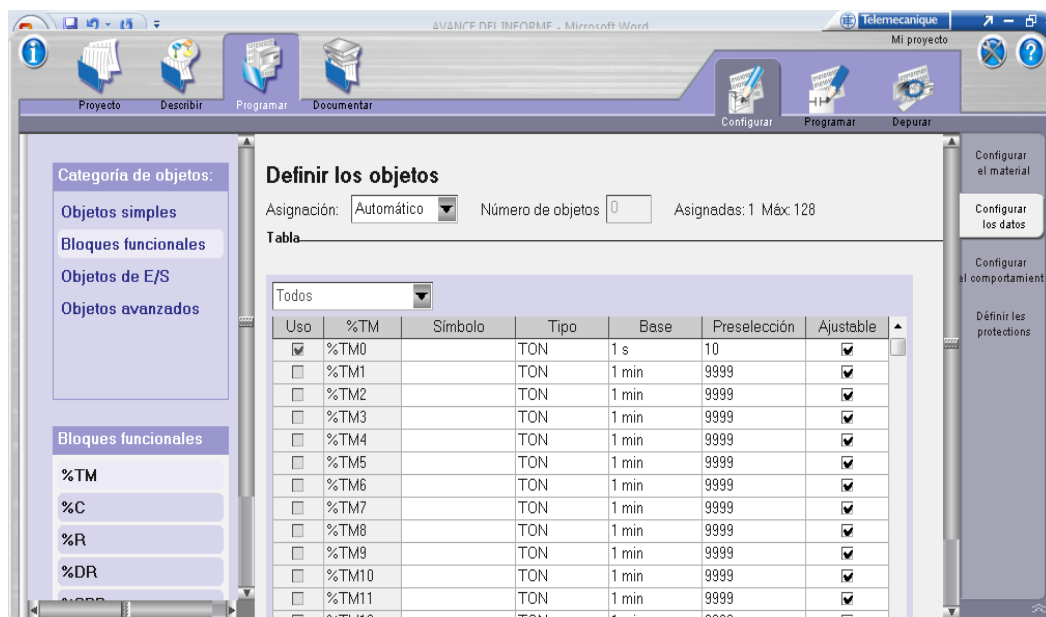 AVANCE DEL INFORME - Microsoft Word
Telemecanique
Mi proyecto
Proyecto Describir Programar Documentar
Configurar Programar Depurar
Categoría de objetos:
Objetos simples
Bloques funcionales
Objetos de E/S
Objetos avanzados
Bloques funcionales
%TM
%C
%R
%DR
Definir los objetos
Asignación: Automático Número de objetos 0 Asignadas: 1 Máx: 128
Tabla
Todos
Uso %TM Símbolo Tipo Base Preselección Ajustable
%TM0 TON 1 s 10
%TM1 TON 1 min 9999
%TM2 TON 1 min 9999
%TM3 TON 1 min 9999
%TM4 TON 1 min 9999
%TM5 TON 1 min 9999
%TM6 TON 1 min 9999
%TM7 TON 1 min 9999
%TM8 TON 1 min 9999
%TM9 TON 1 min 9999
%TM10 TON 1 min 9999
%TM11 TON 1 min 9999
Configurar
el material
Configurar
los datos
Configurar
el comportamient
Définir les
protections